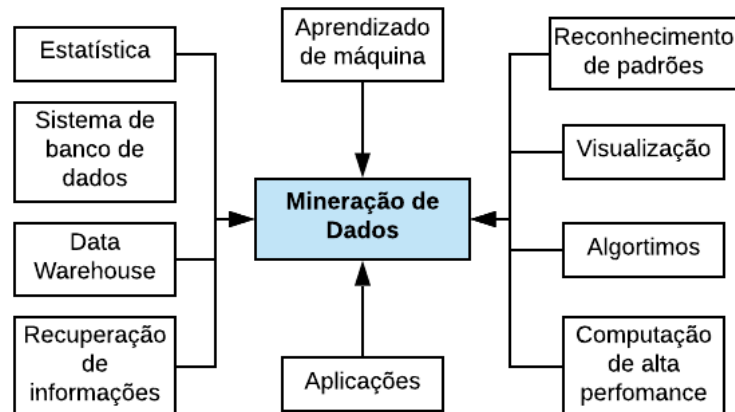 Estatística
Sistema de
banco de
dados
Data
Warehouse
Recuperação
de
informações
Aprendizado
de máquina
Mineração de
Dados
Aplicações
Reconhecimento
de padrões
Visualização
Algortimos
Computação
de alta
perfomance